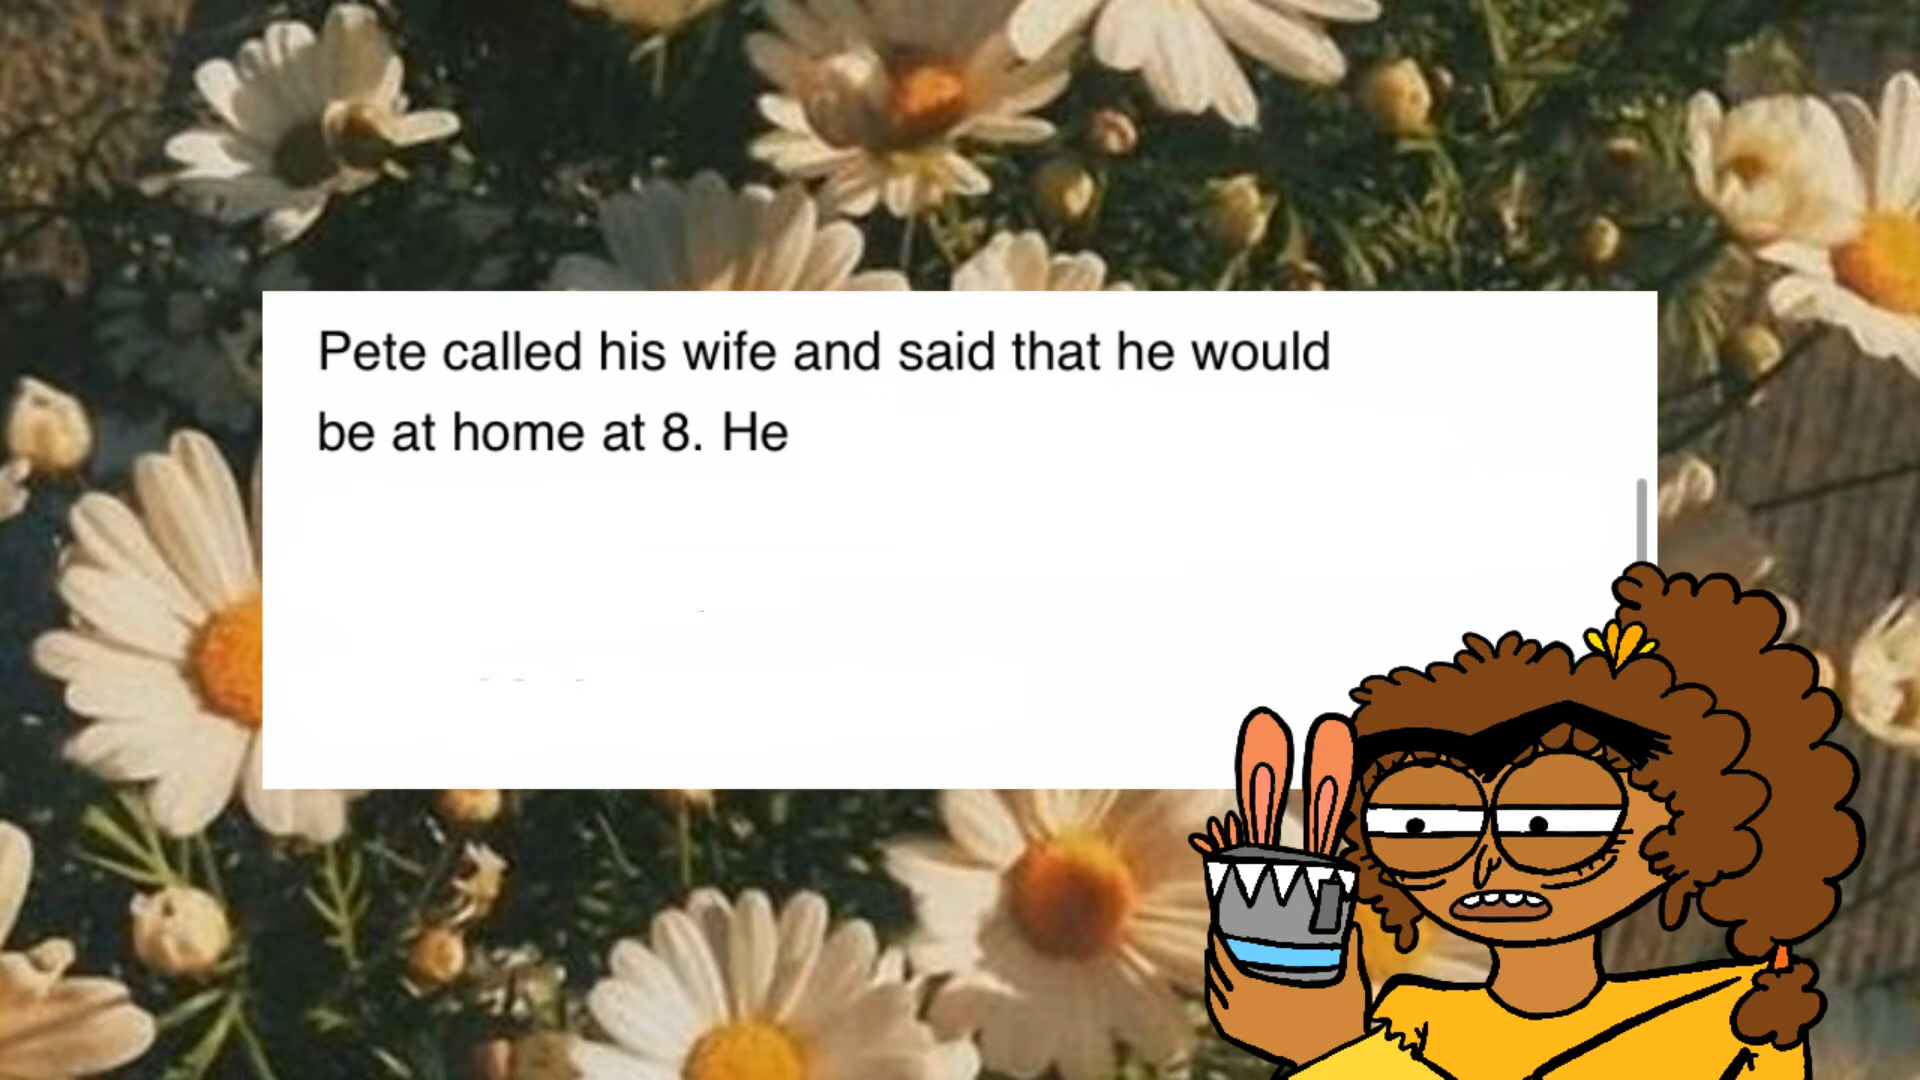 Pete called his wife and said that he would
be at home at 8. He